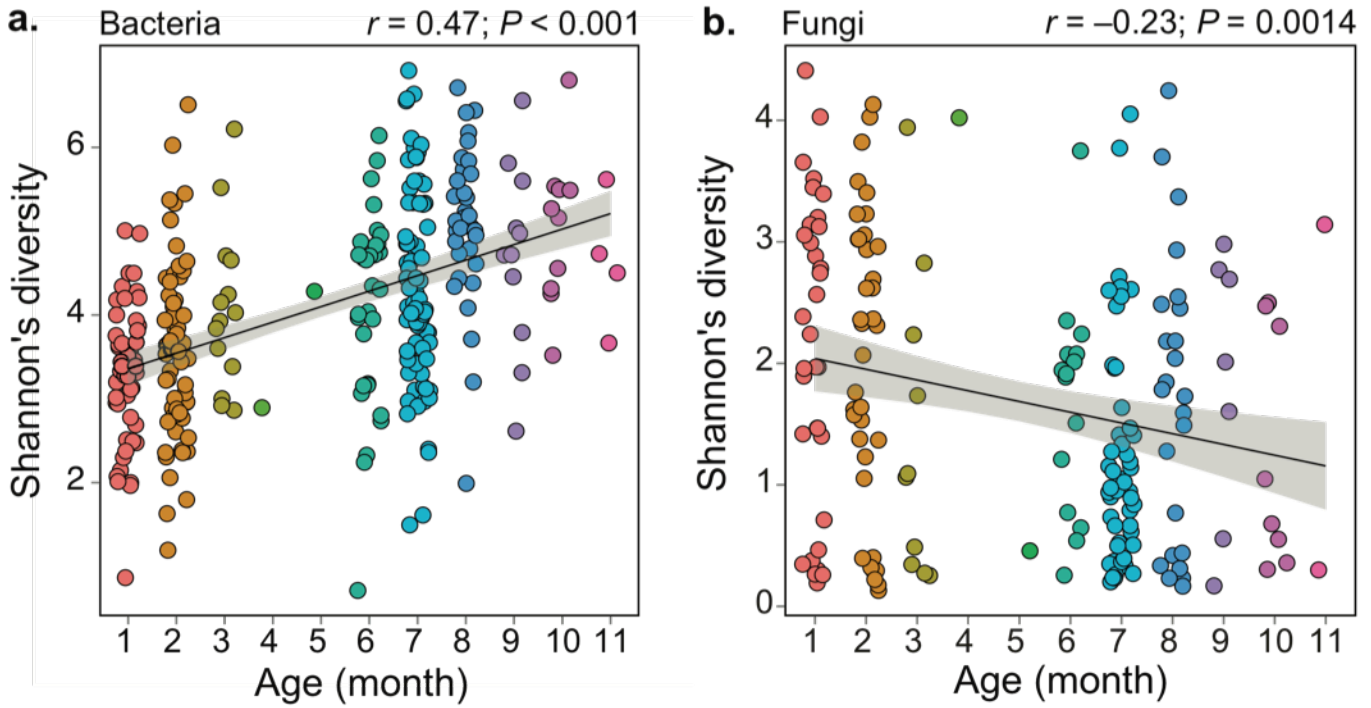 a. Bacteria r = 0.47; P < 0.001
Shannon's diversity
6
4
2
1 2 3 4 5 6 7 8 9 10 11
Age (month)
b. Fungi r = –0.23; P = 0.0014
Shannon's diversity
4
3
2
1
0
1 2 3 4 5 6 7 8 9 10 11
Age (month)